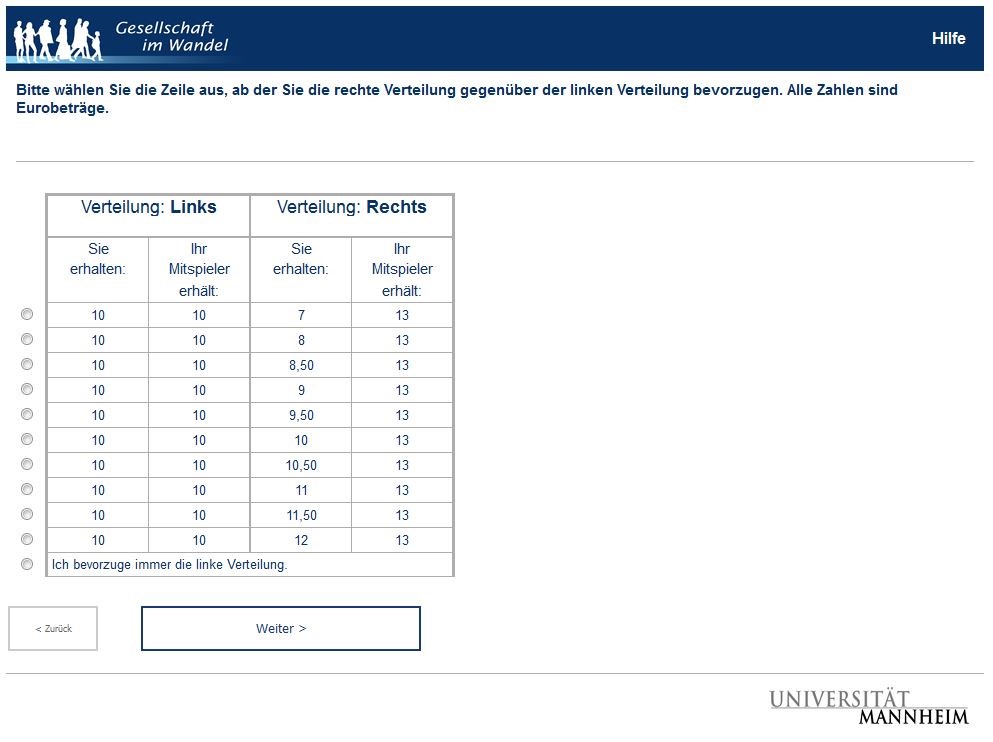 Gesellschaft
im Wandel
Hilfe
Bitte wählen Sie die Zeile aus, ab der Sie die rechte Verteilung gegenüber der linken Verteilung bevorzugen. Alle Zahlen sind
Eurobeträge.
Verteilung: Links Verteilung: Rechts
Sie erhalten: Ihr Mitspieler erhält: Sie erhalten: Ihr Mitspieler erhält:
10 10 7 13
10 10 8 13
10 10 8,50 13
10 10 9 13
10 10 9,50 13
10 10 10 13
10 10 10,50 13
10 10 11 13
10 10 11,50 13
10 10 12 13
Ich bevorzuge immer die linke Verteilung.
< Zurück Weiter >
UNIVERSITÄT
MANNHEIM